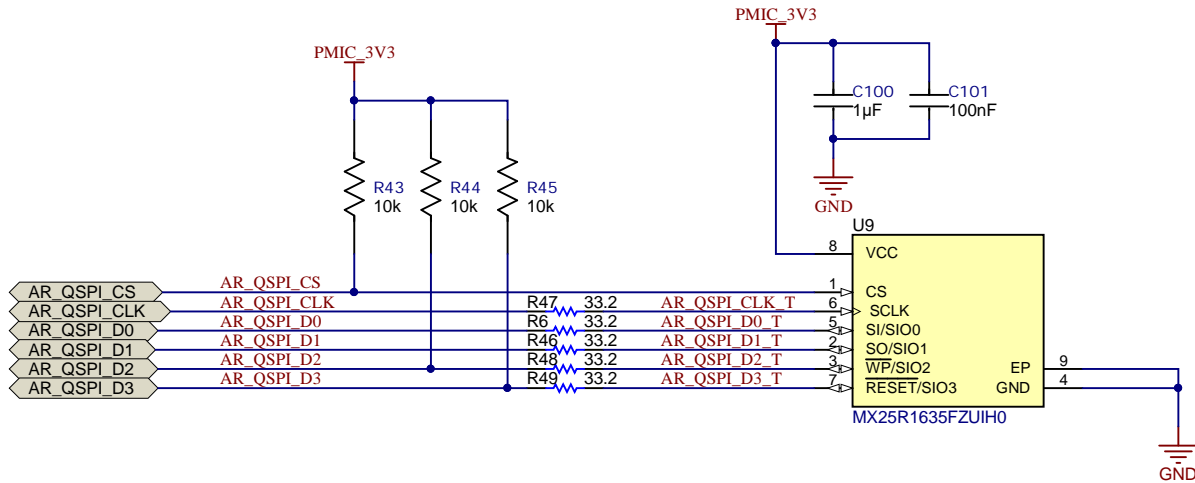 PMIC_3V3
PMIC_3V3
C100
1µF
C101
100nF
R43
10k
R44
10k
R45
10k
GND
U9
8 VCC
AR_QSPI_CS AR_QSPI_CS 1 CS
AR_QSPI_CLK AR_QSPI_CLK R47 33.2 AR_QSPI_CLK_T 6 SCLK
AR_QSPI_D0 AR_QSPI_D0 R6 33.2 AR_QSPI_D0_T 5 SI/SIO0
AR_QSPI_D1 AR_QSPI_D1 R46 33.2 AR_QSPI_D1_T 2 SO/SIO1
AR_QSPI_D2 AR_QSPI_D2 R48 33.2 AR_QSPI_D2_T 3 WP/SIO2 EP 9
AR_QSPI_D3 AR_QSPI_D3 R49 33.2 AR_QSPI_D3_T 7 RESET/SIO3 GND 4
MX25R1635FZUIH0
GND